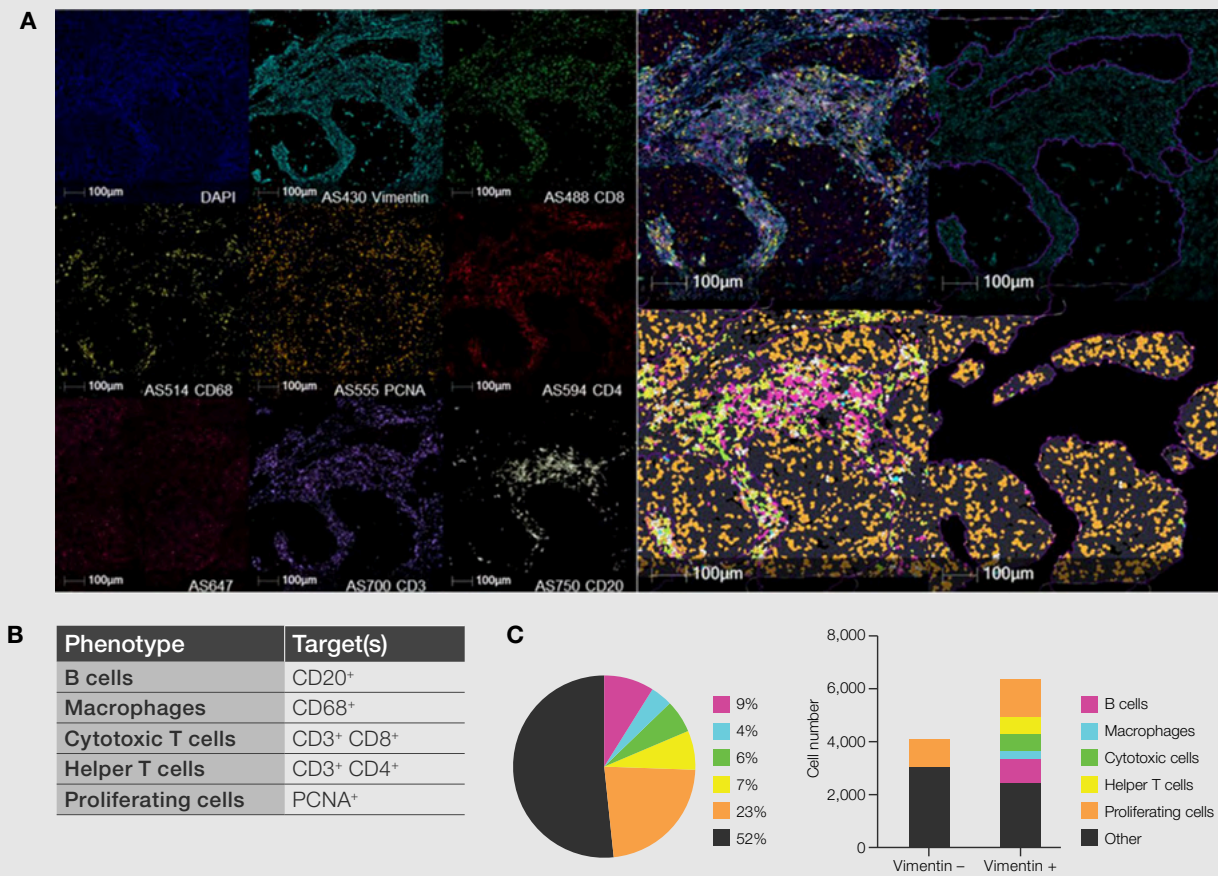 A
100µm
DAPI
100µm
AS430 Vimentin
100µm
AS488 CD8
100µm
AS514 CD68
100µm
AS555 PCNA
100µm
AS594 CD4
100µm
AS647
100µm
AS700 CD3
100µm
AS750 CD20
100µm
100µm
100µm
100µm
B
Phenotype Target(s)
B cells CD20⁺
Macrophages CD68⁺
Cytotoxic T cells CD3⁺ CD8⁺
Helper T cells CD3⁺ CD4⁺
Proliferating cells PCNA⁺
C
9%
4%
6%
7%
23%
52%
Cell number
8,000
6,000
4,000
2,000
0
Vimentin –
Vimentin +
B cells
Macrophages
Cytotoxic cells
Helper T cells
Proliferating cells
Other